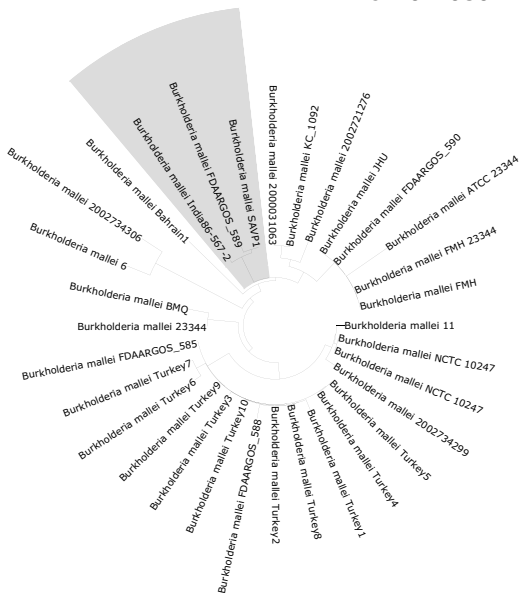 Burkholderia mallei 2000031063
Burkholderia mallei KC_1092
Burkholderia mallei 2002721276
Burkholderia mallei JHU
Burkholderia mallei FDAARGOS_590
Burkholderia mallei ATCC 23344
Burkholderia mallei FMH 23344
Burkholderia mallei FMH
Burkholderia mallei 11
Burkholderia mallei NCTC 10247
Burkholderia mallei NCTC 10247
Burkholderia mallei 2002734299
Burkholderia mallei Turkey5
Burkholderia mallei Turkey4
Burkholderia mallei Turkey1
Burkholderia mallei Turkey8
Burkholderia mallei Turkey2
Burkholderia mallei FDAARGOS_588
Burkholderia mallei Turkey10
Burkholderia mallei Turkey3
Burkholderia mallei Turkey9
Burkholderia mallei Turkey6
Burkholderia mallei Turkey7
Burkholderia mallei FDAARGOS_585
Burkholderia mallei 23344
Burkholderia mallei BMQ
Burkholderia mallei 6
Burkholderia mallei 2002734306
Burkholderia mallei Bahrain1
Burkholderia mallei India86-567-2
Burkholderia mallei FDAARGOS_589
Burkholderia mallei SAVP1